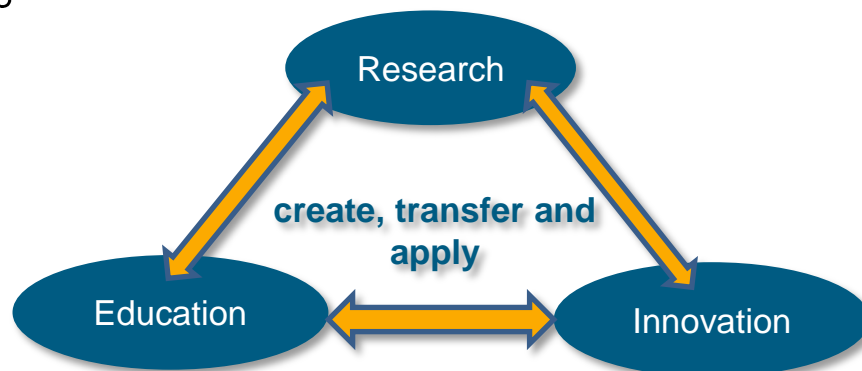 Research
create, transfer and
apply
Education
Innovation